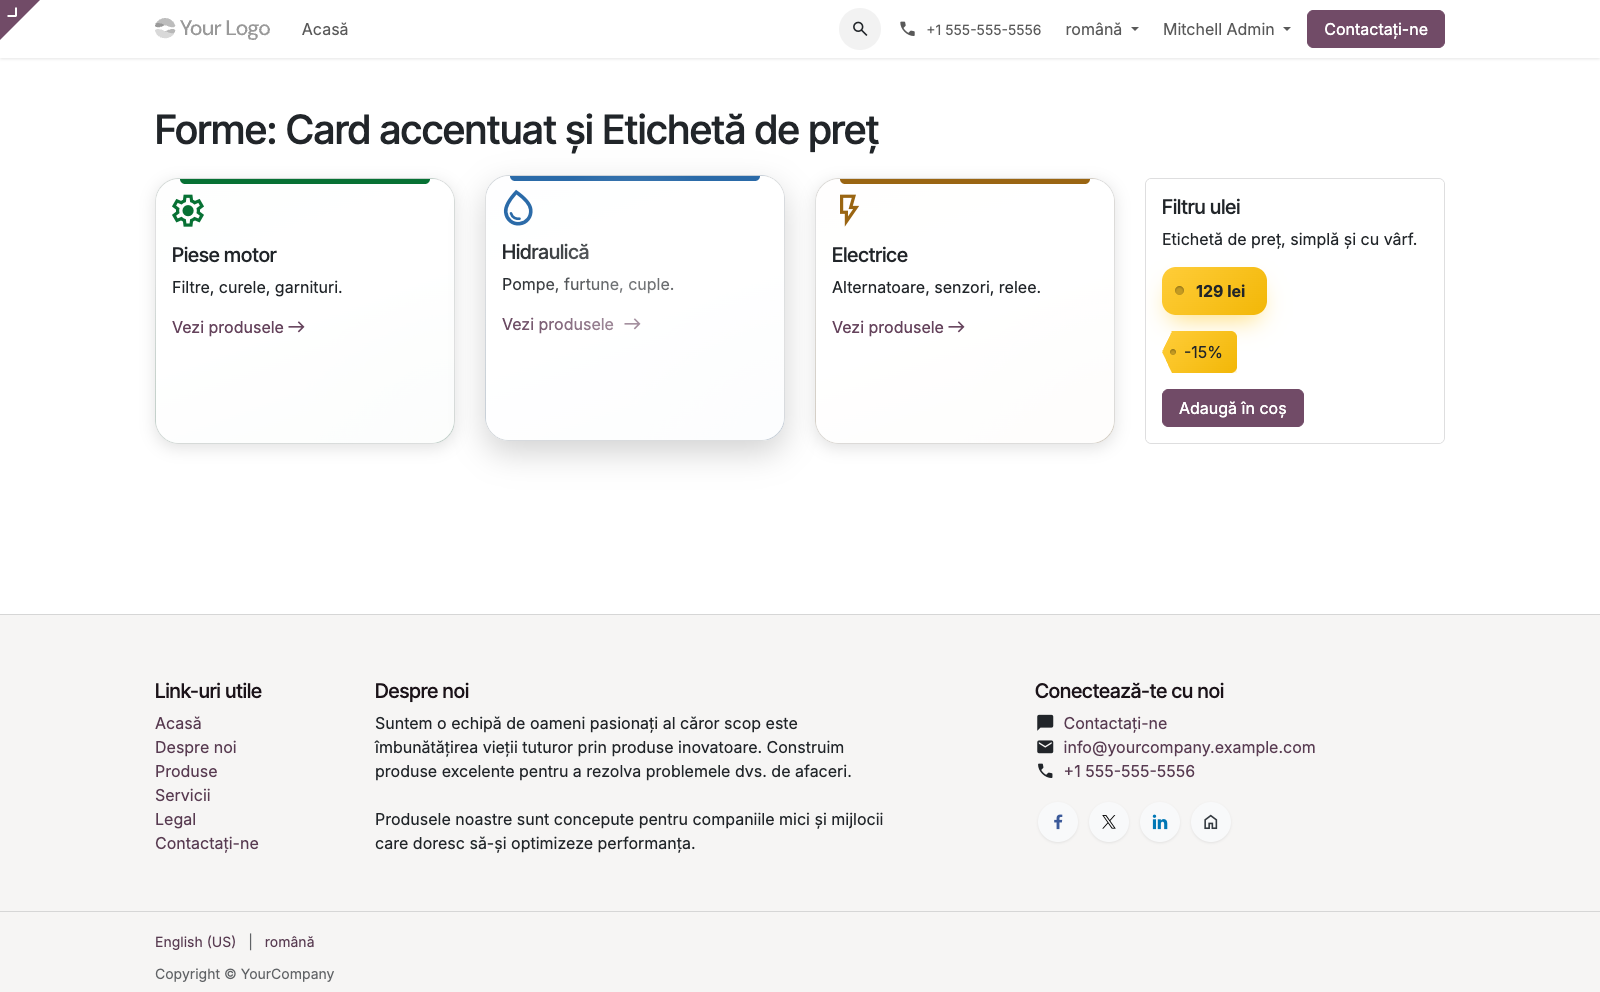 Your Logo
Acasă
+1 555-555-5556
română
Mitchell Admin
Contactați-ne
Forme: Card accentuat și Etichetă de preț
Piese motor
Filtre, curele, garnituri.
Vezi produsele →
Hidraulică
Pompe, furtune, cuple.
Vezi produsele →
Electrice
Alternatoare, senzori, relee.
Vezi produsele →
Filtru ulei
Etichetă de preț, simplă și cu vârf.
129 lei
-15%
Adaugă în coș
Link-uri utile
Acasă
Despre noi
Produse
Servicii
Legal
Contactați-ne
Despre noi
Suntem o echipă de oameni pasionați al căror scop este
îmbunătățirea vieții tuturor prin produse inovatoare. Construim
produse excelente pentru a rezolva problemele dvs. de afaceri.
Produsele noastre sunt concepute pentru companiile mici și mijlocii
care doresc să-și optimizeze performanța.
Conectează-te cu noi
Contactați-ne
info@yourcompany.example.com
+1 555-555-5556
English (US) | română
Copyright © YourCompany